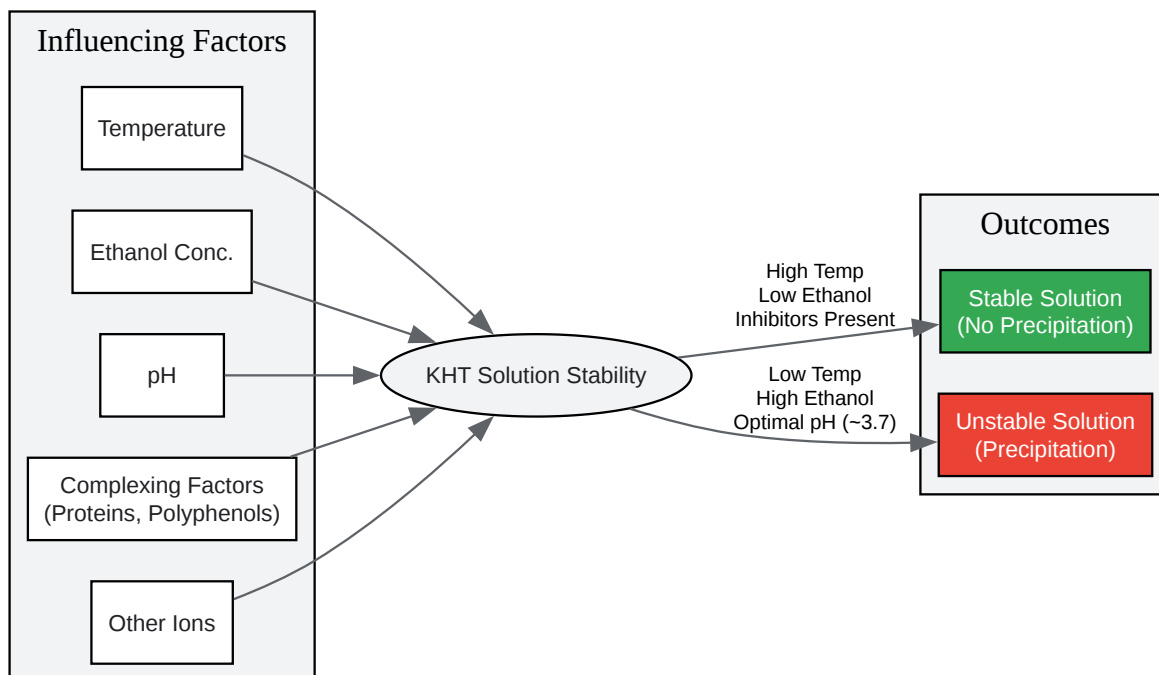 Influencing Factors
Temperature
Ethanol Conc.
pH
Complexing Factors
(Proteins, Polyphenols)
Other Ions
KHT Solution Stability
High Temp
Low Ethanol
Inhibitors Present
Low Temp
High Ethanol
Optimal pH (~3.7)
Outcomes
Stable Solution
(No Precipitation)
Unstable Solution
(Precipitation)